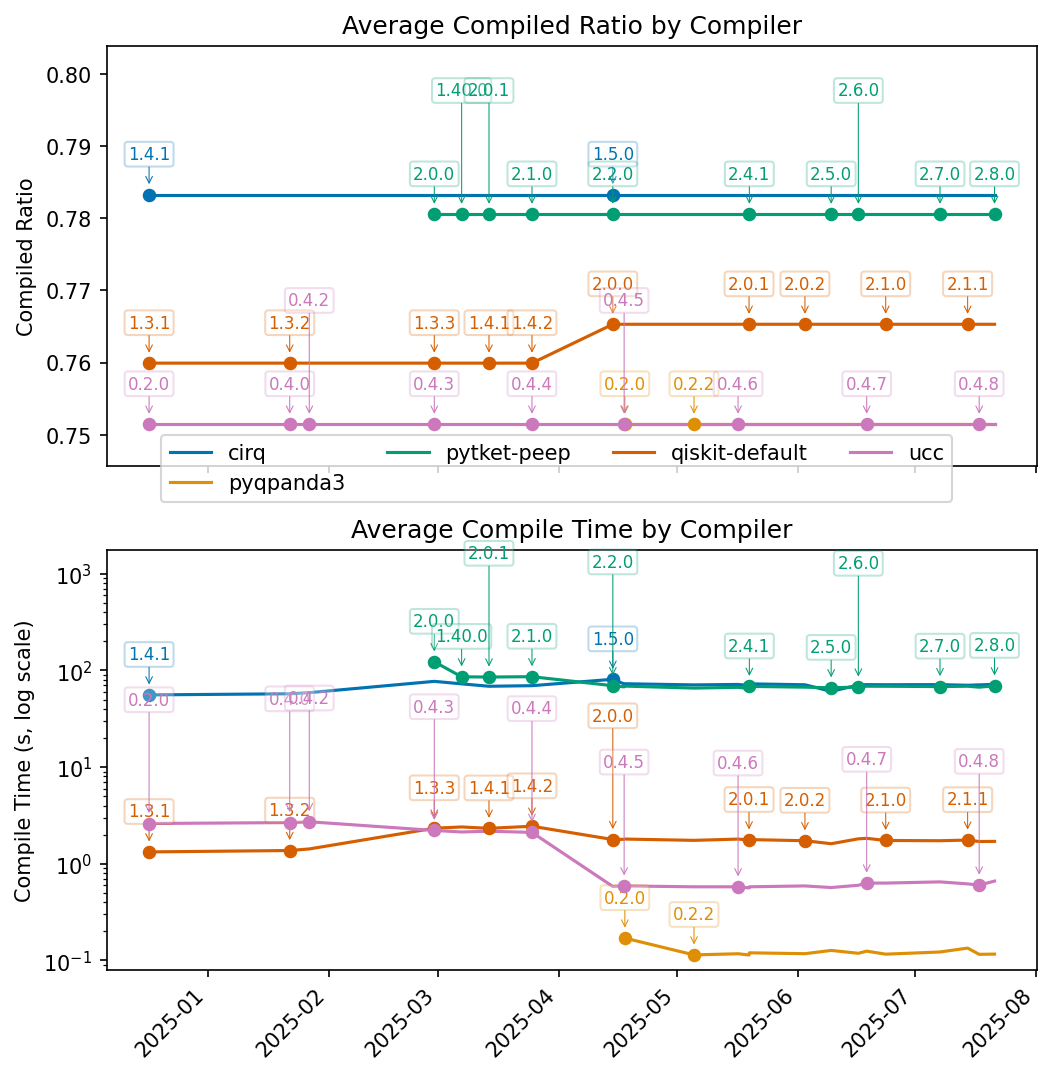 Average Compiled Ratio by Compiler
Compiled Ratio
0.80
0.79
0.78
0.77
0.76
0.75
1.40.0 2.0.1 2.6.0
1.4.1 1.5.0
2.0.0 2.1.0 2.2.0 2.4.1 2.5.0 2.7.0 2.8.0
2.0.0 2.0.1 2.0.2 2.1.0 2.1.1
0.4.2 0.4.5
1.3.1 1.3.2 1.3.3 1.4.1 1.4.2
0.2.0 0.4.0 0.4.3 0.4.4 0.2.0 0.2.2 0.4.6 0.4.7 0.4.8
cirq pytket-peep qiskit-default ucc
pyqpanda3
Average Compile Time by Compiler
Compile Time (s, log scale)
10³
10²
10¹
10⁰
10⁻¹
2.0.1 2.2.0 2.6.0
2.0.0
1.4.1 1.40.0 2.1.0 1.5.0 2.4.1 2.5.0 2.7.0 2.8.0
0.2.0 0.4.0 0.4.2 0.4.3 0.4.4 2.0.0
0.4.5 0.4.6 0.4.7 0.4.8
1.3.1 1.3.2 1.3.3 1.4.1 1.4.2 2.0.1 2.0.2 2.1.0 2.1.1
0.2.0 0.2.2
2025-01 2025-02 2025-03 2025-04 2025-05 2025-06 2025-07 2025-08